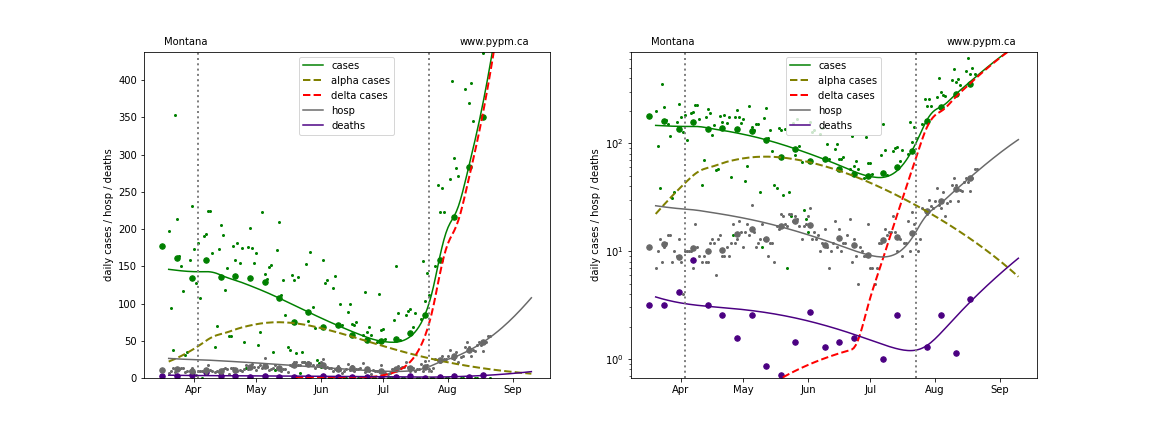 Montana www.pypm.ca
cases
alpha cases
delta cases
hosp
deaths
daily cases / hosp / deaths
400
350
300
250
200
150
100
50
0
Apr May Jun Jul Aug Sep
Montana www.pypm.ca
cases
alpha cases
delta cases
hosp
deaths
daily cases / hosp / deaths
10²
10¹
10⁰
Apr May Jun Jul Aug Sep